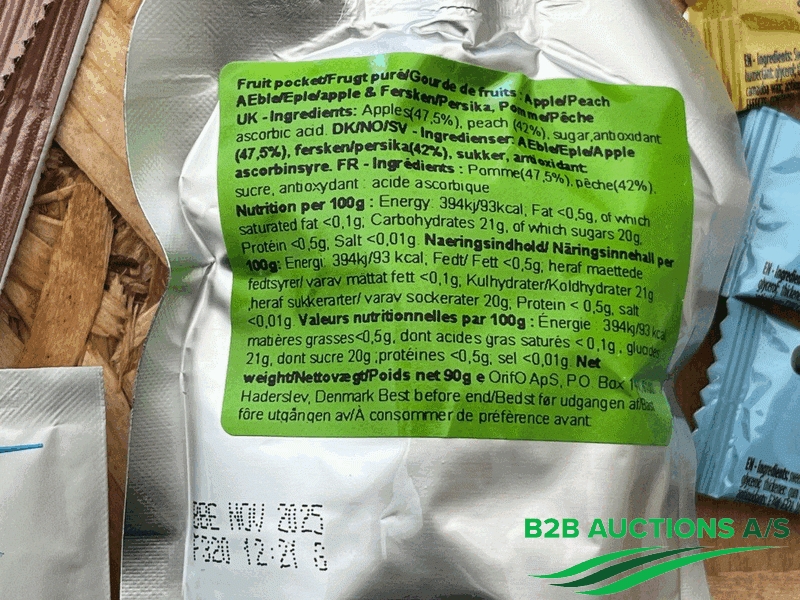 Fruit pocket/Frugt puré/Gourde de fruits : Apple/Peach
AEble/Eple/apple & Fersken/Persika, Pomme/Pêche
UK - Ingredients: Apples(47,5%), peach (42%), sugar,antioxidant
ascorbic acid. DK/NO/SV - Ingredienser: AEble/Eple/Apple
(47,5%), fersken/persika(42%), sukker, antioxidant:
ascorbinsyre. FR - Ingrédients : Pomme(47,5%),pêche(42%),
sucre, antioxydant : acide ascorbique
Nutrition per 100g : Energy: 394kj/93kcal, Fat <0,5g, of which
saturated fat <0,1g, Carbohydrates 21g, of which sugars 20g,
Protein <0,5g, Salt <0,01g. Naeringsindhold/ Näringsinnehall per
100g: Energi: 394kj/93 kcal, Fedt/ Fett <0,5g, heraf maettede
fedtsyrer/ varav mättat fett <0,1g, Kulhydrater/Koldhydrater 21g
,heraf sukkerarter/ varav sockerater 20g, Protein < 0,5g, salt
<0,01g. Valeurs nutritionnelles par 100g : Énergie : 394kj/93 kcal
matières grasses<0,5g, dont acides gras saturés < 0,1g , glucides
21g, dont sucre 20g ,protéines <0,5g, sel <0,01g. Net
weight/Nettovægt/Poids net 90g e OrifO ApS, P.O. Box
Haderslev, Denmark Best before end/Bedst før udgangen af/
före utgången av/À consommer de préférence avant:
BBE NOV 2025
F320 12:21 G
EN - Ingredients:
EN - Ingredients:
B2B AUCTIONS A/S